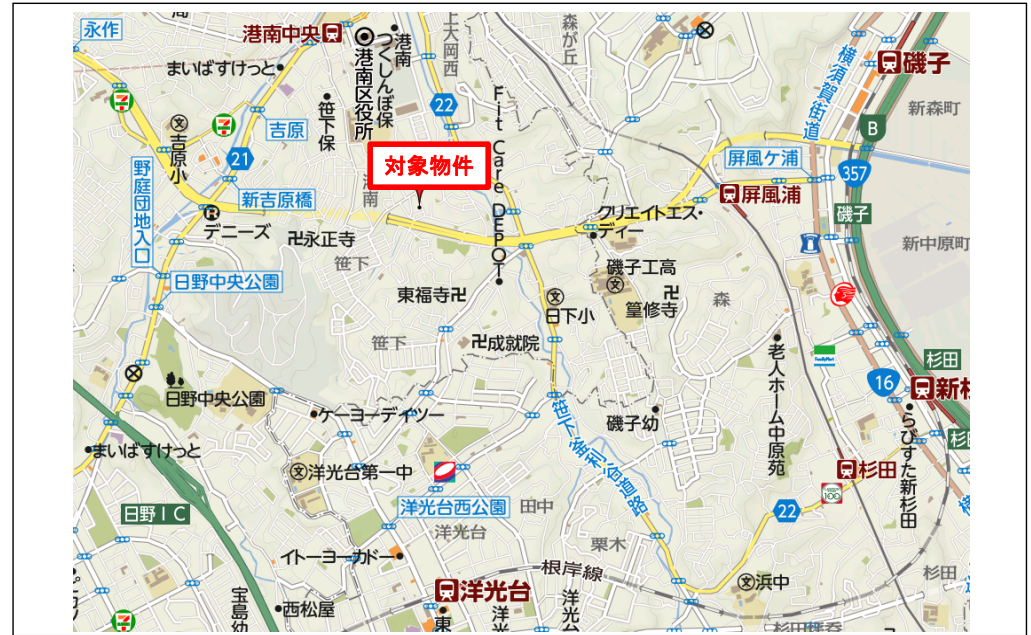 永作
港南中央
港南区役所
つくしんぼ保
港南
上大岡西
森が丘
横須賀街道
磯子
まいばすけっと
笹下保
22
Fit Care DEPOT
新森町
B
吉原小
吉原
21
対象物件
港南
屏風ケ浦
357
野庭団地入口
新吉原橋
屏風浦
磯子
デニーズ
卍永正寺
クリエイトエス・
ディー
新中原町
笹下
磯子工高
日野中央公園
東福寺卍
日下小
卍
篁修寺
森
笹下
卍成就院
老人ホーム中原苑
FamilyMart
杉田
16
日野中央公園
ケーヨーデイツー
磯子幼
笹下釜利谷道路
らびすた新杉田
まいばすけっと
洋光台第一中
杉田
100
日野IC
洋光台西公園
田中
22
洋光台
栗木
イトーヨーカドー
根岸線
浜中
杉田
洋光台
宝島幼
西松屋